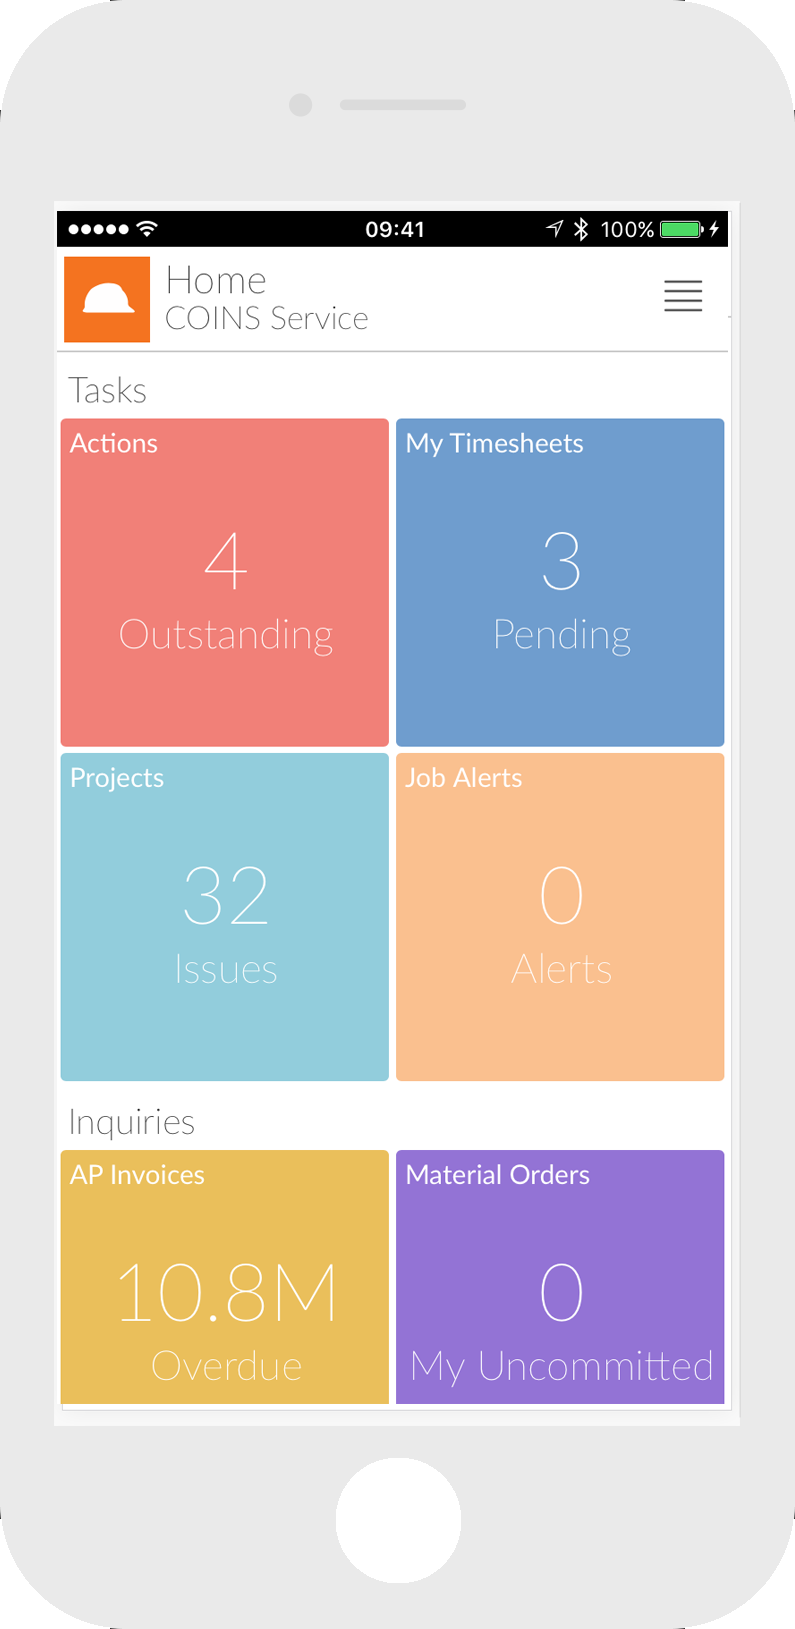 09:41
100%
Home
COINS Service
Tasks
Actions
4
Outstanding
My Timesheets
3
Pending
Projects
32
Issues
Job Alerts
0
Alerts
Inquiries
AP Invoices
10.8M
Overdue
Material Orders
0
My Uncommitted